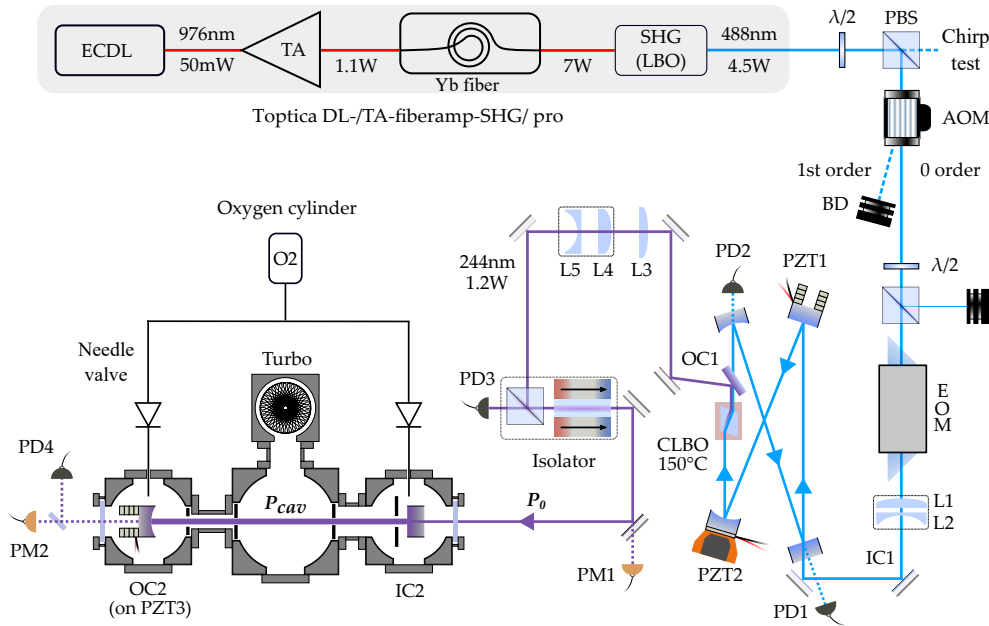 ECDL
976nm
50mW
TA
1.1W
Yb fiber
7W
SHG
(LBO)
488nm
4.5W
λ/2
PBS
Chirp
test
Toptica DL-/TA-fiberamp-SHG/ pro
AOM
1st order
0 order
BD
Oxygen cylinder
O2
244nm
1.2W
L5
L4
L3
PD2
PZT1
λ/2
Needle
valve
Turbo
OC1
PD3
EOM
CLBO
150°C
Isolator
PD4
Pcav
P0
L1
L2
PM2
OC2
(on PZT3)
IC2
PM1
PZT2
IC1
PD1